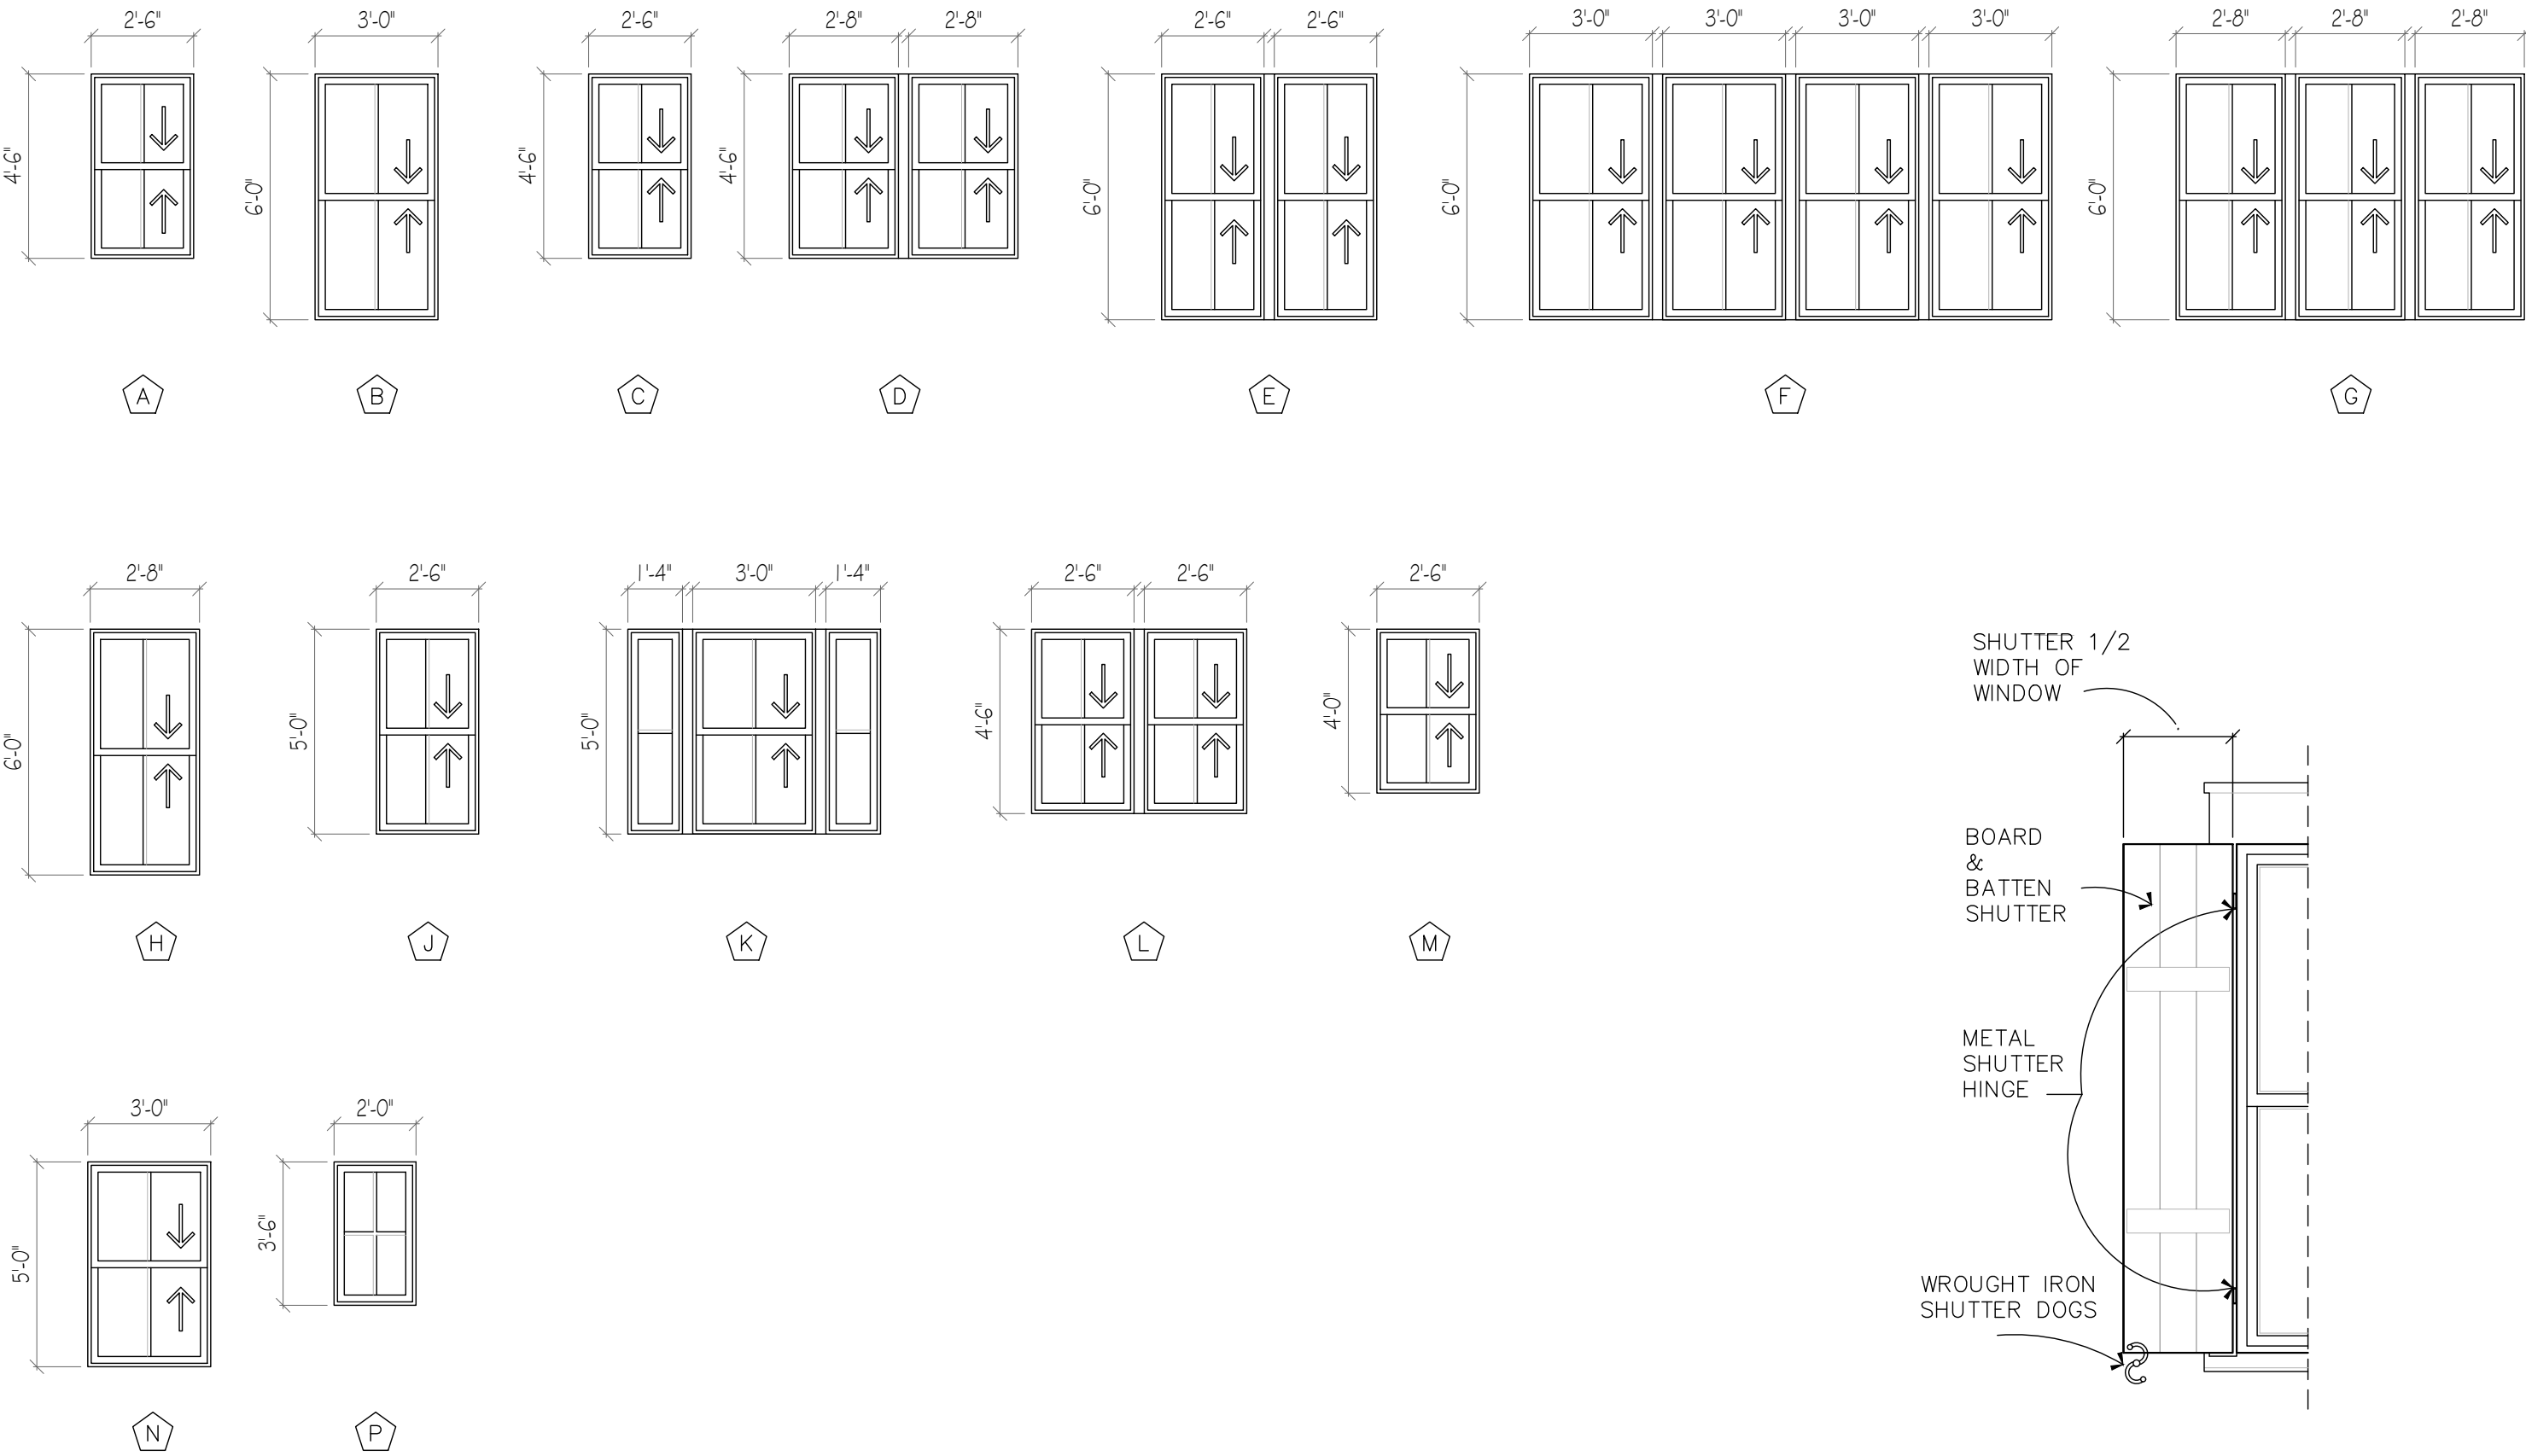 2'-6"
3'-0"
2'-6"
2'-8" 2'-8"
2'-6" 2'-6"
3'-0" 3'-0" 3'-0" 3'-0"
2'-8" 2'-8" 2'-8"
4'-6"
6'-0"
4'-6"
4'-6"
6'-0"
6'-0"
6'-0"
A
B
C
D
E
F
G
2'-8"
2'-6"
1'-4" 3'-0" 1'-4"
2'-6" 2'-6"
2'-6"
6'-0"
5'-0"
5'-0"
4'-6"
4'-0"
H
J
K
L
M
SHUTTER 1/2
WIDTH OF
WINDOW
BOARD
&
BATTEN
SHUTTER
METAL
SHUTTER
HINGE
WROUGHT IRON
SHUTTER DOGS
3'-0"
2'-0"
5'-0"
3'-6"
N
P